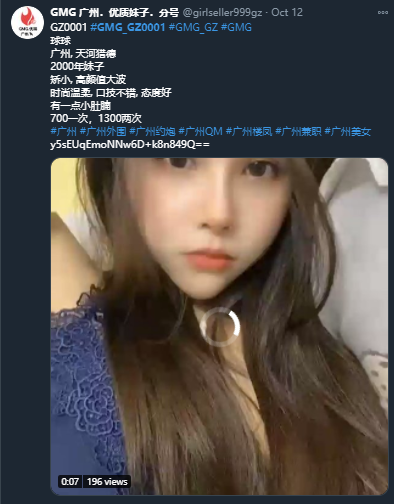 GMG 广州．优质妹子．分号 @girlseller999gz · Oct 12
GZ0001 #GMG_GZ0001 #GMG_GZ #GMG
球球
广州, 天河猎德
2000年妹子
矫小, 高颜值大波
时尚温柔, 口技不错, 态度好
有一点小肚腩
700一次，1300两次
#广州 #广州外围 #广州约炮 #广州QM #广州楼凤 #广州兼职 #广州美女
y5sEUqEmoNNw6D+k8n849Q==
0:07 196 views